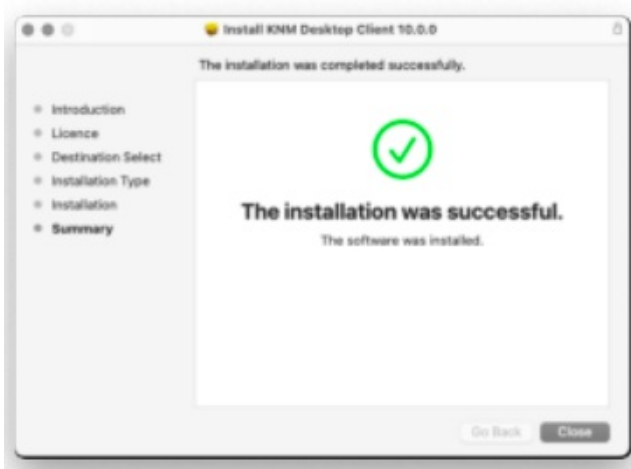 Install KNM Desktop Client 10.0.0
The installation was completed successfully.
Introduction
Licence
Destination Select
Installation Type
Installation
Summary
The installation was successful.
The software was installed.
Go Back
Close